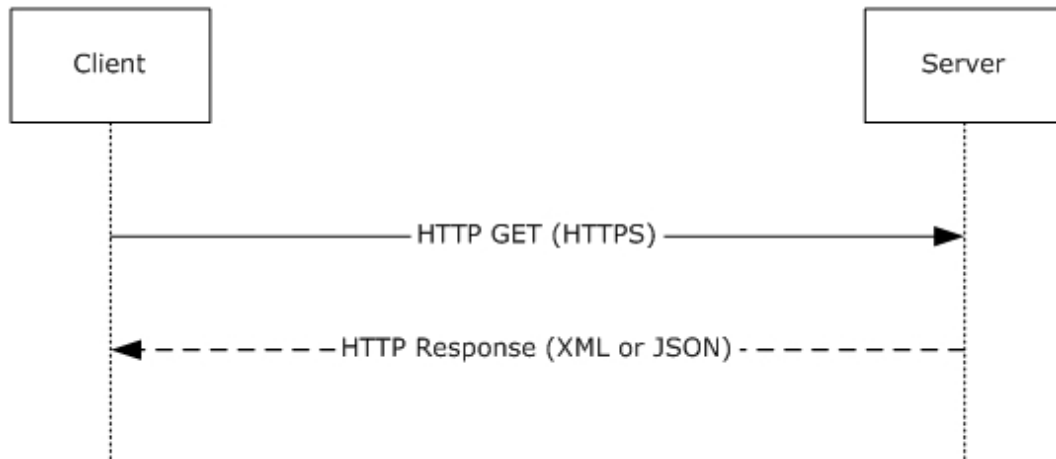 Client
Server
HTTP GET (HTTPS)
HTTP Response (XML or JSON)